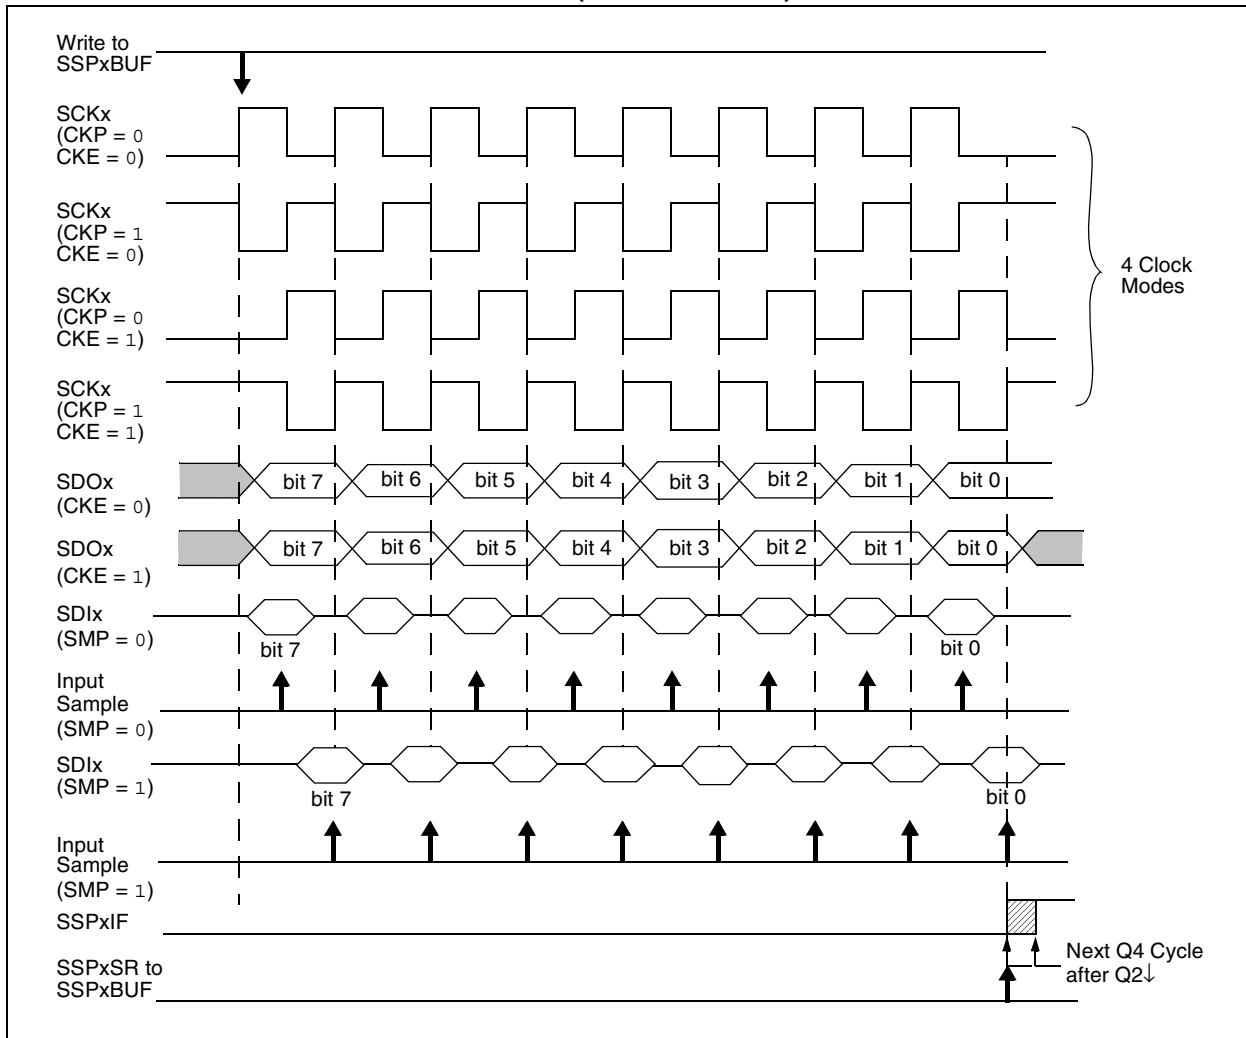 Write to
SSPxBUF
SCKx
(CKP = 0
CKE = 0)
SCKx
(CKP = 1
CKE = 0)
SCKx
(CKP = 0
CKE = 1)
SCKx
(CKP = 1
CKE = 1)
4 Clock
Modes
SDOx
(CKE = 0)
bit 7 bit 6 bit 5 bit 4 bit 3 bit 2 bit 1 bit 0
SDOx
(CKE = 1)
bit 7 bit 6 bit 5 bit 4 bit 3 bit 2 bit 1 bit 0
SDIx
(SMP = 0)
bit 7 bit 0
Input
Sample
(SMP = 0)
SDIx
(SMP = 1)
bit 7 bit 0
Input
Sample
(SMP = 1)
SSPxIF
SSPxSR to
SSPxBUF
Next Q4 Cycle
after Q2↓